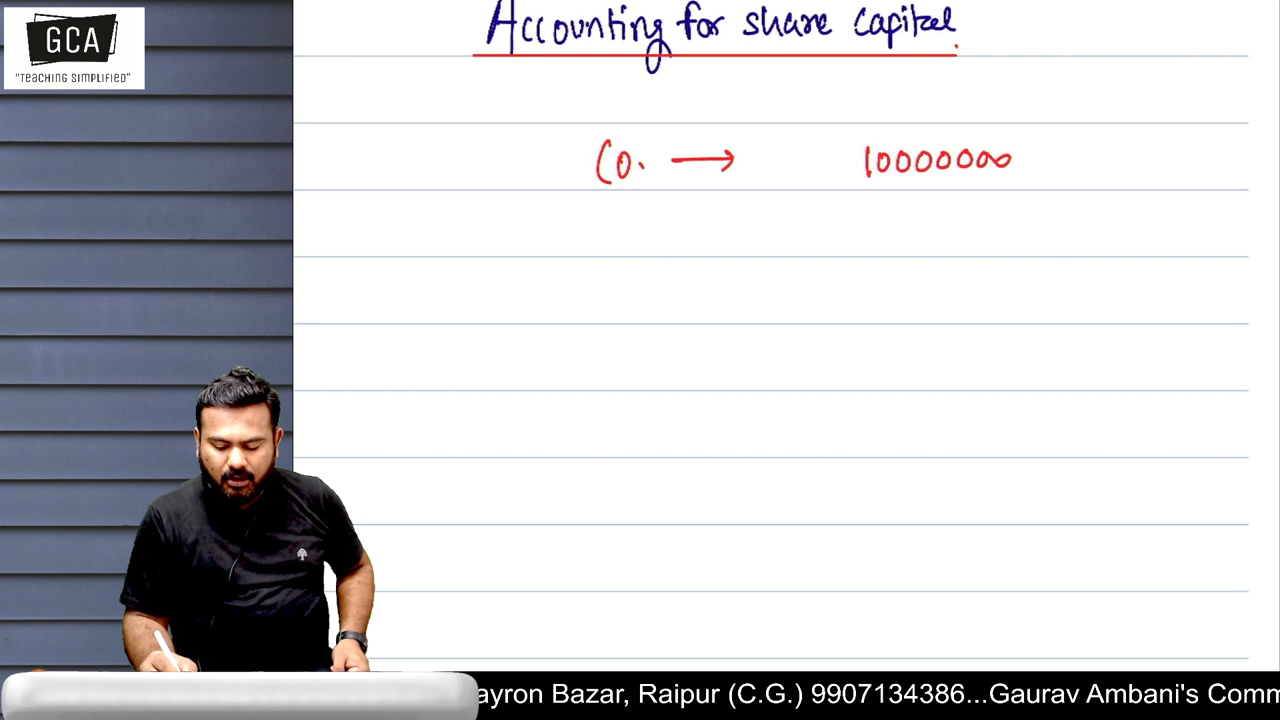 Accounting for share capital
GCA
"TEACHING SIMPLIFIED"
Co. → 10000000
ayron Bazar, Raipur (C.G.) 9907134386...Gaurav Ambani's Comm